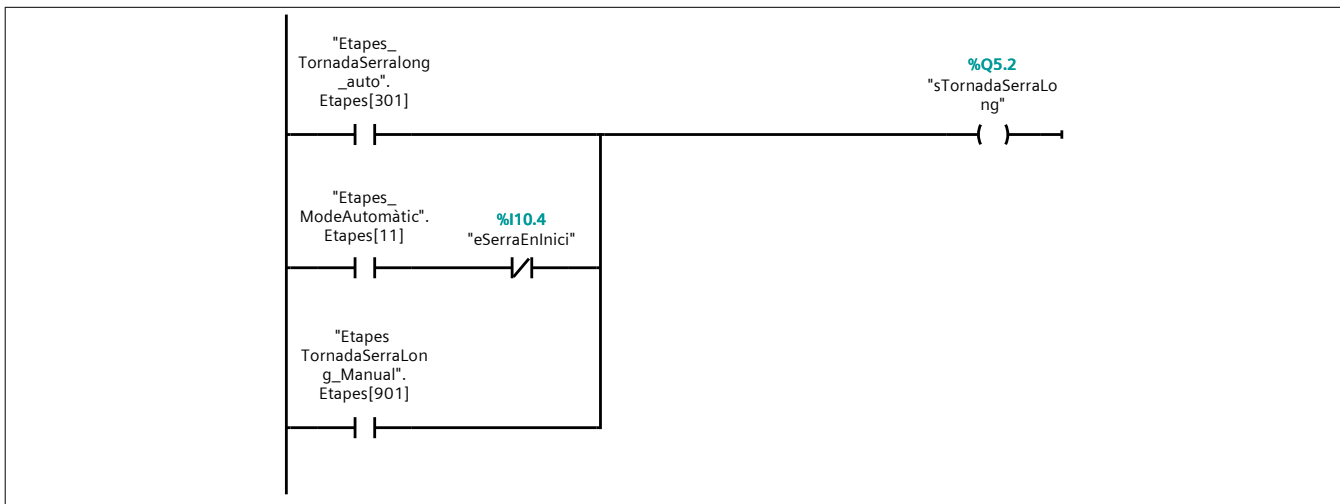 "Etapes_
TornadaSerralong
_auto".
Etapes[301]
%Q5.2
"sTornadaSerraLo
ng"
"Etapes_
ModeAutomàtic".
Etapes[11]
%I10.4
"eSerraEnInici"
"Etapes
TornadaSerraLon
g_Manual".
Etapes[901]